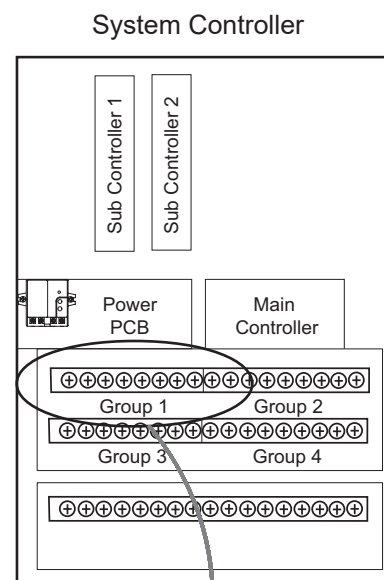 System Controller
Sub Controller 1
Sub Controller 2
Power
PCB
Main
Controller
Group 1
Group 2
Group 3
Group 4